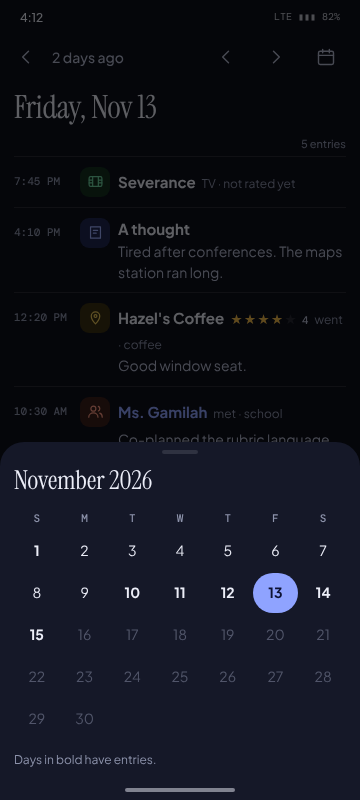 4:12
LTE 82%
2 days ago
Friday, Nov 13
5 entries
7:45 PM
Severance TV · not rated yet
4:10 PM
A thought
Tired after conferences. The maps
station ran long.
12:20 PM
Hazel's Coffee ★★★★★ 4 went
· coffee
Good window seat.
10:30 AM
Ms. Gamilah met · school
Co-planned the rubric language
November 2026
S M T W T F S
1 2 3 4 5 6 7
8 9 10 11 12 13 14
15 16 17 18 19 20 21
22 23 24 25 26 27 28
29 30
Days in bold have entries.